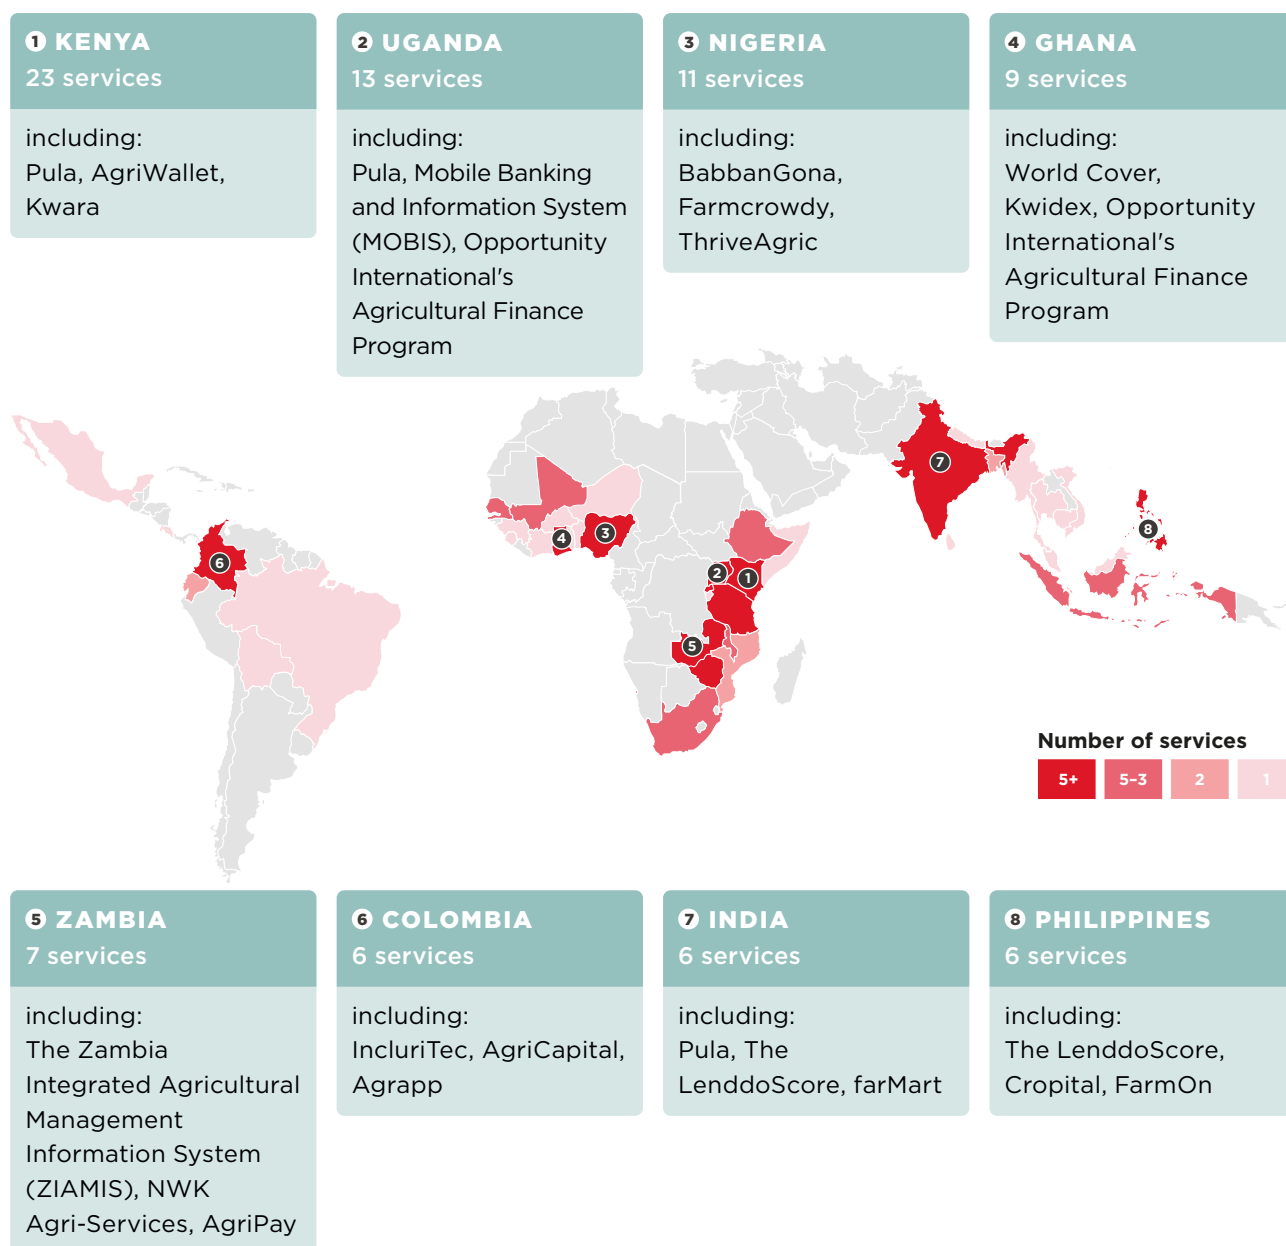 1 KENYA
23 services
including:
Pula, AgriWallet,
Kwara
2 UGANDA
13 services
including:
Pula, Mobile Banking
and Information System
(MOBIS), Opportunity
International's
Agricultural Finance
Program
3 NIGERIA
11 services
including:
BabbanGona,
Farmcrowdy,
ThriveAgric
4 GHANA
9 services
including:
World Cover,
Kwidex, Opportunity
International's
Agricultural Finance
Program
7
8
4
3
6
2
1
5
Number of services
5+
5–3
2
1
5 ZAMBIA
7 services
including:
The Zambia
Integrated Agricultural
Management
Information System
(ZIAMIS), NWK
Agri-Services, AgriPay
6 COLOMBIA
6 services
including:
IncluriTec, AgriCapital,
Agrapp
7 INDIA
6 services
including:
Pula, The
LenddoScore, farMart
8 PHILIPPINES
6 services
including:
The LenddoScore,
Cropital, FarmOn